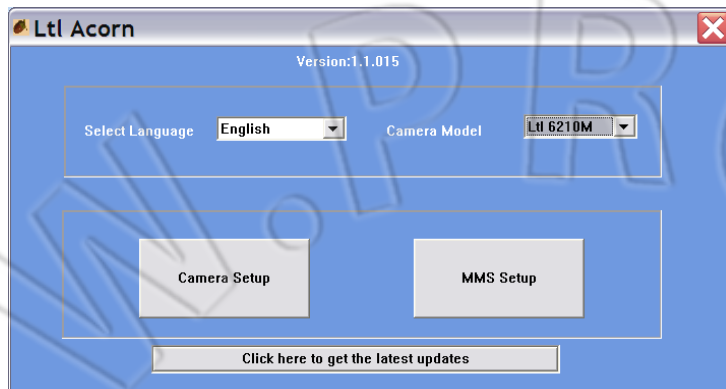 Ltl Acorn
Version:1.1.015
Select Language English Camera Model Ltl 6210M
Camera Setup MMS Setup
Click here to get the latest updates